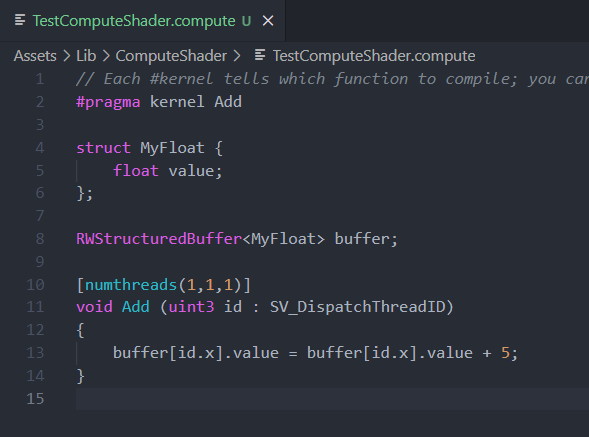 TestComputeShader.compute U ×
Assets > Lib > ComputeShader > TestComputeShader.compute
1 // Each #kernel tells which function to compile; you can
2 #pragma kernel Add
3
4 struct MyFloat {
5 float value;
6 };
7
8 RWStructuredBuffer<MyFloat> buffer;
9
10 [numthreads(1,1,1)]
11 void Add (uint3 id : SV_DispatchThreadID)
12 {
13 buffer[id.x].value = buffer[id.x].value + 5;
14 }
15